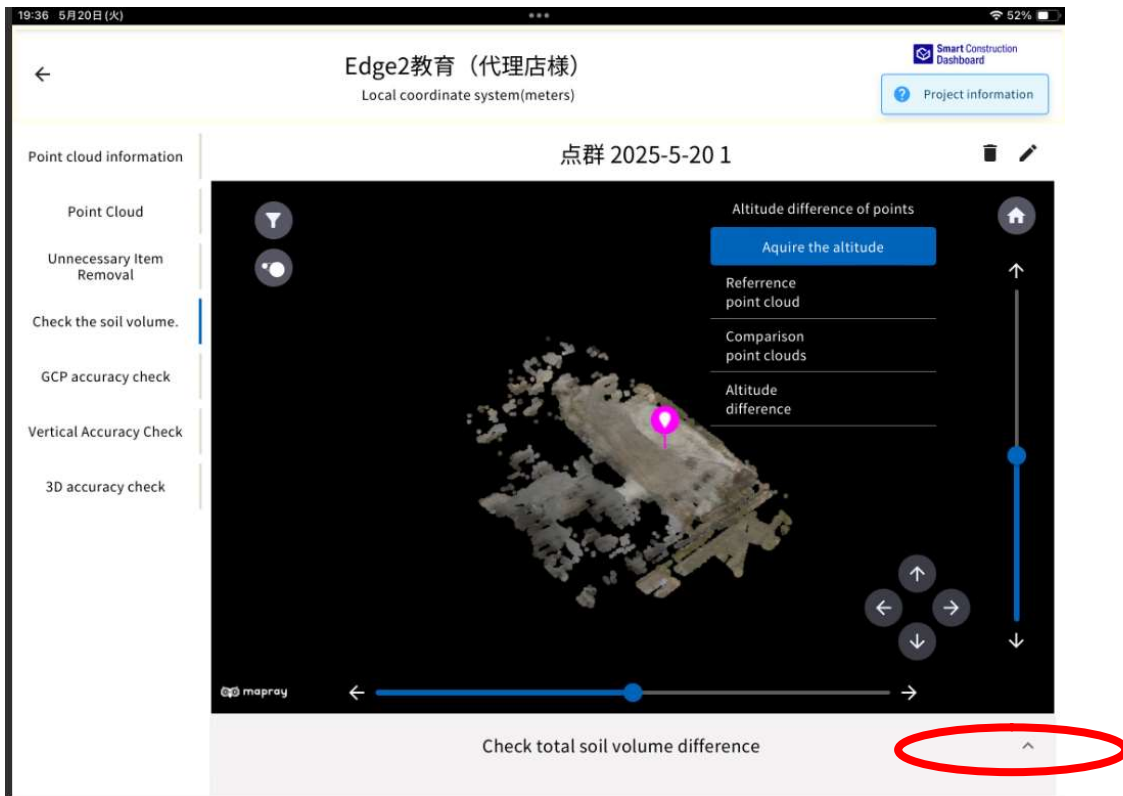 19:36 5月20日(火)
52%
Edge2教育（代理店様）
Local coordinate system(meters)
Smart Construction
Dashboard
Project information
Point cloud information
点群 2025-5-20 1
Point Cloud
Unnecessary Item
Removal
Check the soil volume.
GCP accuracy check
Vertical Accuracy Check
3D accuracy check
Altitude difference of points
Aquire the altitude
Referrence
point cloud
Comparison
point clouds
Altitude
difference
mapray
Check total soil volume difference